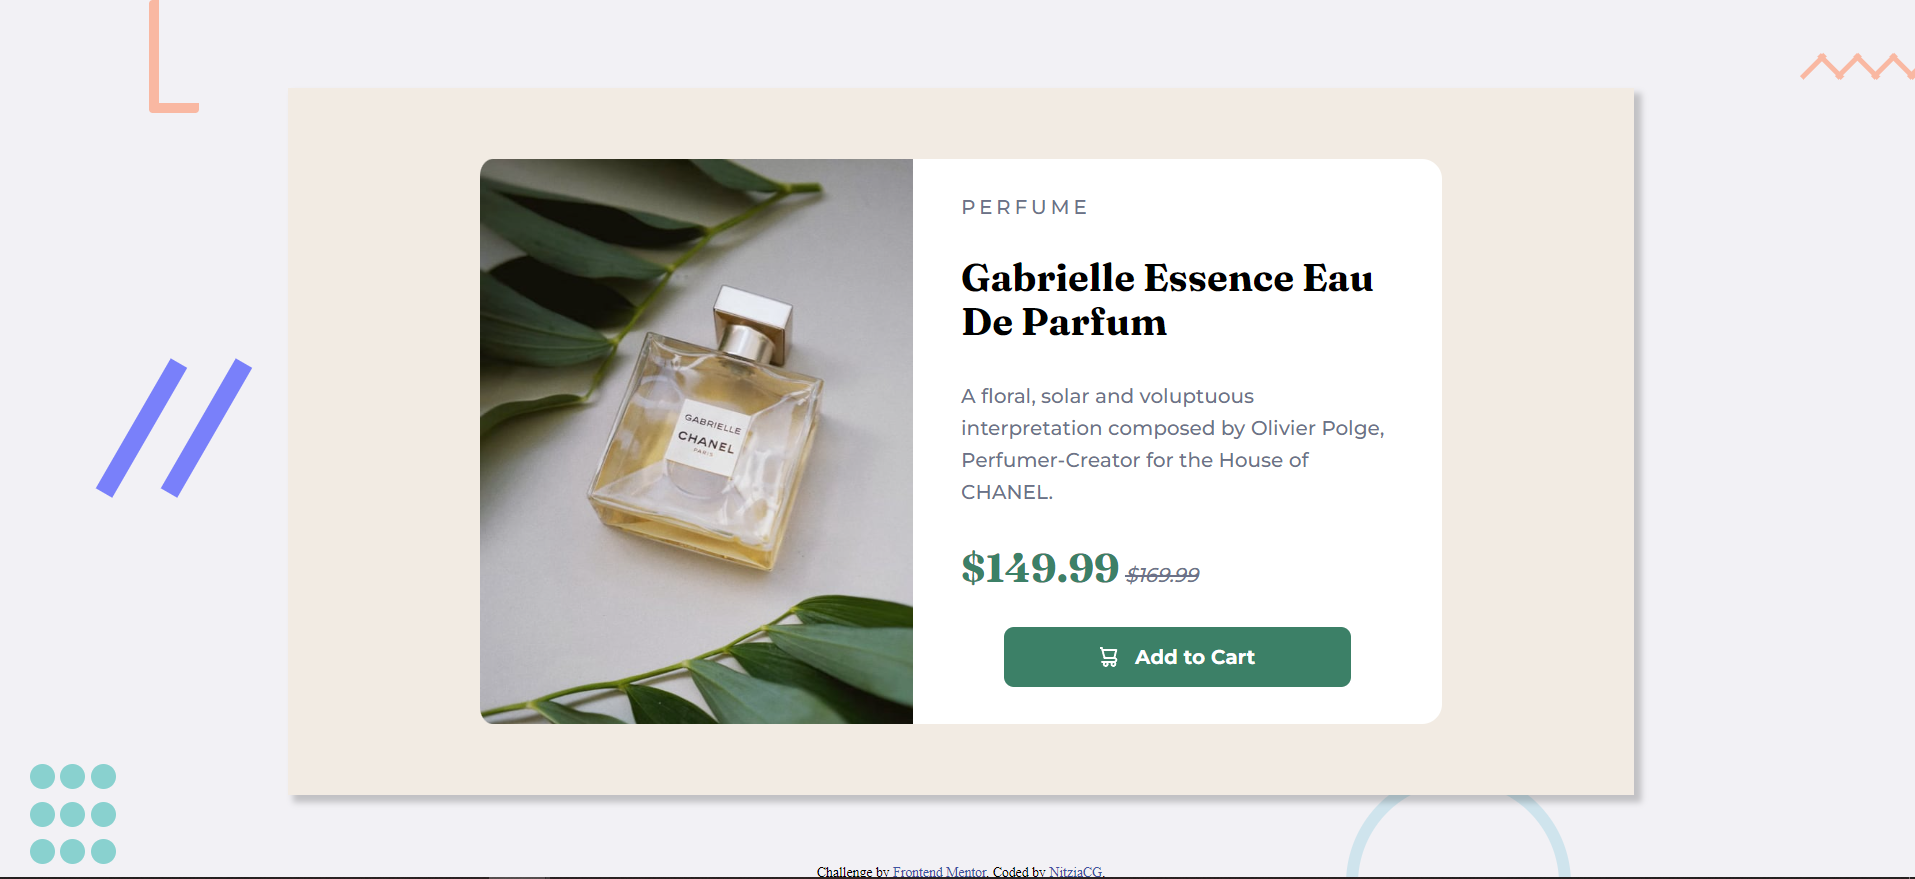 PERFUME
Gabrielle Essence Eau
De Parfum
A floral, solar and voluptuous
interpretation composed by Olivier Polge,
Perfumer-Creator for the House of
CHANEL.
$149.99 $169.99
Add to Cart
GABRIELLE
CHANEL
PARIS
Challenge by Frontend Mentor. Coded by NitziaCG.